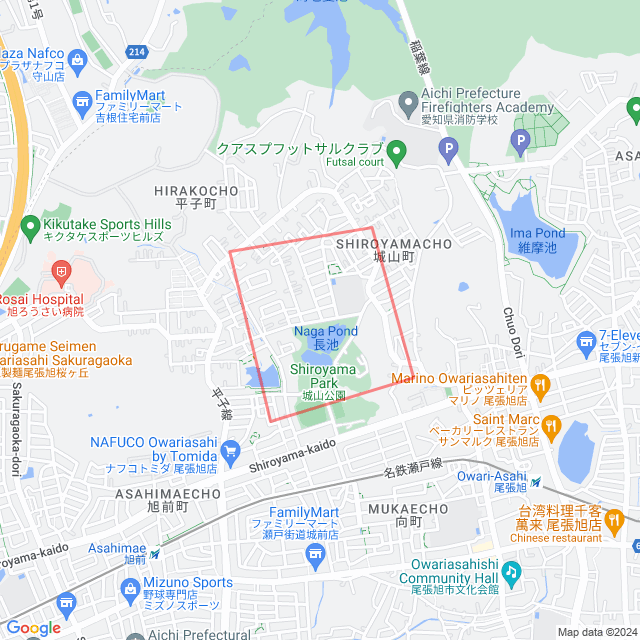 1号
214
稲葉線
Plaza Nafco
プラザナフコ
守山店
FamilyMart
ファミリーマート
吉根住宅前店
Aichi Prefecture
Firefighters Academy
愛知県消防学校
クアスプフットサルクラブ
Futsal court
ASA
HIRAKOCHO
平子町
Kikutake Sports Hills
キクタケスポーツヒルズ
SHIROYAMACHO
城山町
Ima Pond
維摩池
Rosai Hospital
旭ろうさい病院
Chuo Dori
Naga Pond
長池
7-Eleve
セブン-イ
尾張旭新
Marugame Seimen
Owariasahi Sakuragaoka
製麺尾張旭桜ヶ丘
Shiroyama
Park
城山公園
Marino Owariasahiten
ピッツェリア
マリノ 尾張旭店
Sakuragaoka-dori
平子線
Saint Marc
ベーカリーレストラン
サンマルク 尾張旭店
NAFUCO Owariasahi
by Tomida
ナフコトミダ 尾張旭店
Shiroyama-kaido
名鉄瀬戸線
Owari-Asahi
尾張旭
ASAHIMAECHO
旭前町
FamilyMart
ファミリーマート
瀬戸街道城前店
MUKAECHO
向町
台湾料理千客
萬来 尾張旭店
Chinese restaurant
Shiroyama-kaido
Asahimae
旭前
Owariasahishi
Community Hall
尾張旭市文化会館
Mizuno Sports
野球専門店
ミズノスポーツ
Aichi Prefectural
Google
Map data ©2024